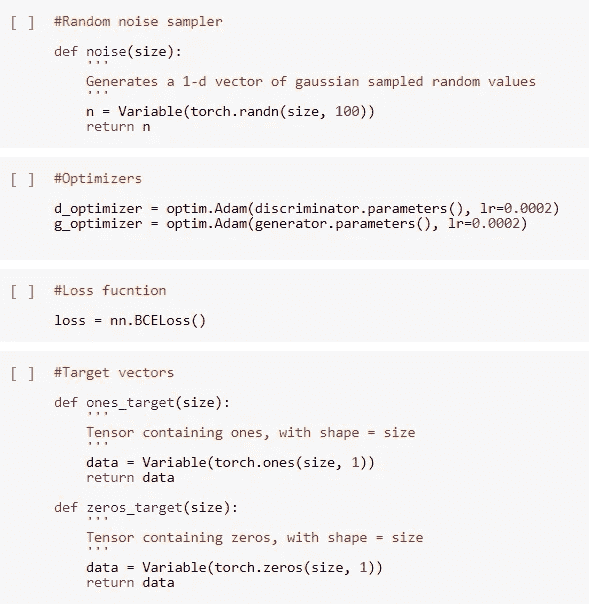 [ ] #Random noise sampler
def noise(size):
'''
Generates a 1-d vector of gaussian sampled random values
'''
n = Variable(torch.randn(size, 100))
return n
[ ] #Optimizers
d_optimizer = optim.Adam(discriminator.parameters(), lr=0.0002)
g_optimizer = optim.Adam(generator.parameters(), lr=0.0002)
[ ] #Loss fucntion
loss = nn.BCELoss()
[ ] #Target vectors
def ones_target(size):
'''
Tensor containing ones, with shape = size
'''
data = Variable(torch.ones(size, 1))
return data
def zeros_target(size):
'''
Tensor containing zeros, with shape = size
'''
data = Variable(torch.zeros(size, 1))
return data